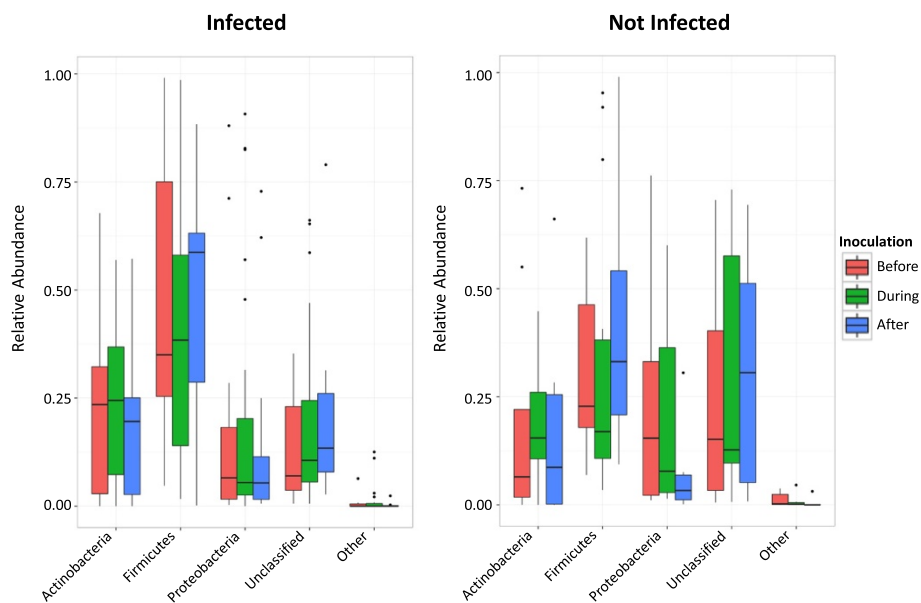 Infected
Not Infected
Relative Abundance
1.00
0.75
0.50
0.25
0.00
Actinobacteria
Firmicutes
Proteobacteria
Unclassified
Other
Relative Abundance
1.00
0.75
0.50
0.25
0.00
Actinobacteria
Firmicutes
Proteobacteria
Unclassified
Other
Inoculation
Before
During
After